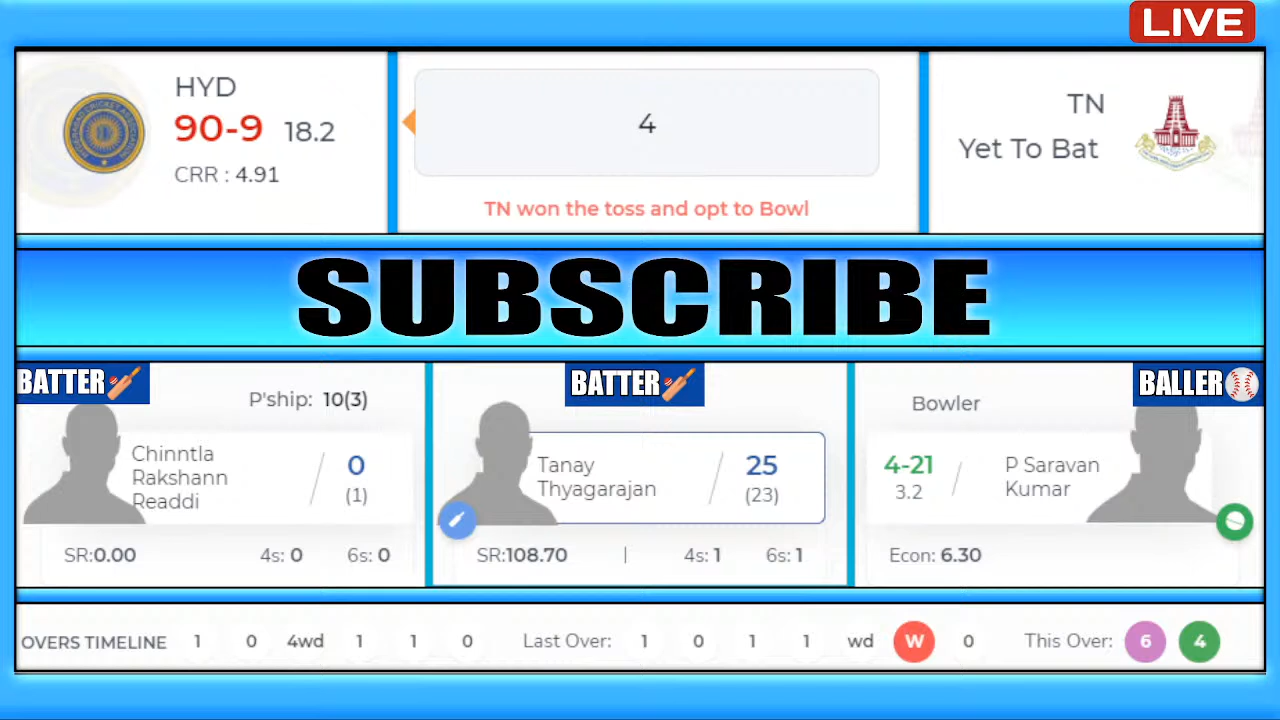 LIVE
HYD
90-9 18.2
CRR : 4.91
4
TN won the toss and opt to Bowl
TN
Yet To Bat
SUBSCRIBE
BATTER
P'ship: 10(3)
Chinntla
Rakshann
Readdi
0
(1)
SR:0.00 4s: 0 6s: 0
BATTER
Tanay
Thyagarajan
25
(23)
SR:108.70 | 4s: 1 6s: 1
BALLER
Bowler
4-21
3.2
P Saravan
Kumar
Econ: 6.30
OVERS TIMELINE 1 0 4wd 1 1 0 Last Over: 1 0 1 1 wd W 0 This Over: 6 4